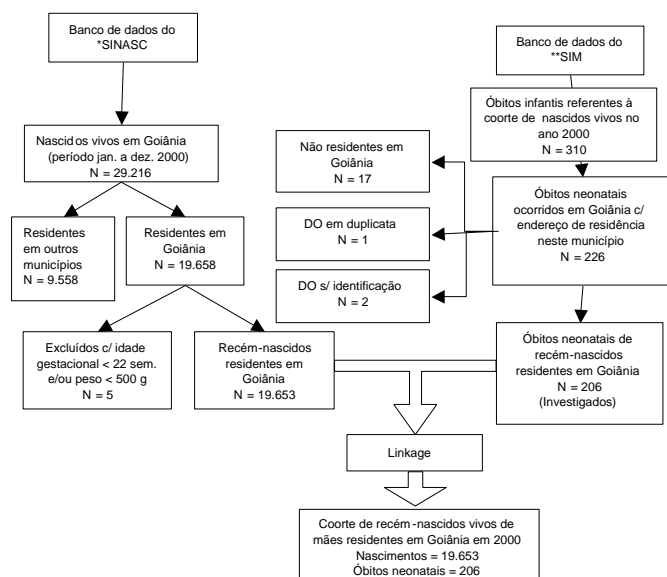 Banco de dados do
*SINASC
Banco de dados do
**SIM
Óbitos infantis referentes à
coorte de nascidos vivos no
ano 2000
N = 310
Nascidos vivos em Goiânia
(período jan. a dez. 2000)
N = 29.216
Não residentes em
Goiânia
N = 17
Óbitos neonatais
ocorridos em Goiânia c/
endereço de residência
neste município
N = 226
Residentes
em outros
municípios
N = 9.558
Residentes em
Goiânia
N = 19.658
DO em duplicata
N = 1
DO s/ identificação
N = 2
Excluídos c/ idade
gestacional < 22 sem.
e/ou peso < 500 g
N = 5
Recém-nascidos
residentes em
Goiânia
N = 19.653
Óbitos neonatais de
recém-nascidos
residentes em Goiânia
N = 206
(Investigados)
Linkage
Coorte de recém-nascidos vivos de
mães residentes em Goiânia em 2000
Nascimentos = 19.653
Óbitos neonatais = 206